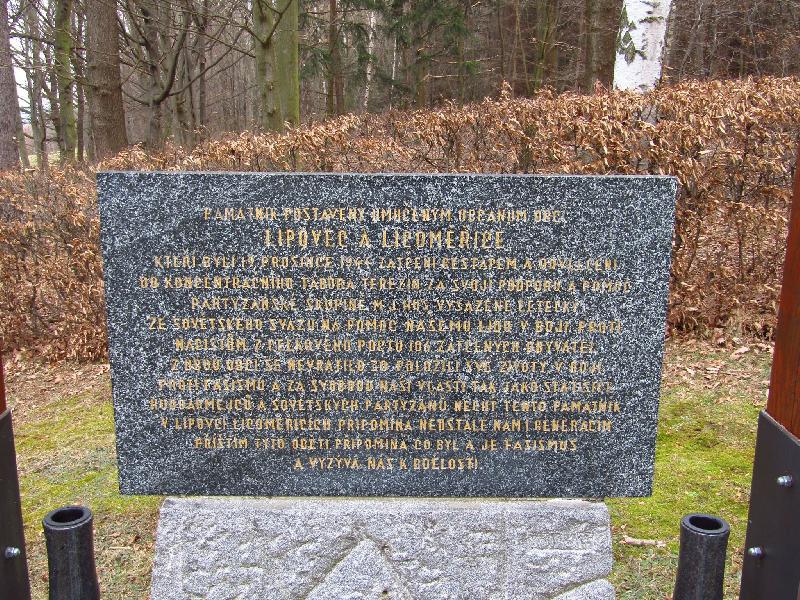 PAMÁTNÍK POSTAVENÝ UMUČENÝM OBČANŮM OBCÍ
LIPOVEC A LICOMĚŘICE
KTEŘÍ BYLI 19. PROSINCE 1944 ZATČENI GESTAPEM A ODVLEČENI
DO KONCENTRAČNÍHO TÁBORA TEREZÍN ZA SVOJI PODPORU A POMOC
PARTYZÁNSKÉ SKUPINĚ M. J. HUS, VYSAZENÉ LETECKY
ZE SOVĚTSKÉHO SVAZU NA POMOC NAŠEMU LIDU V BOJI PROTI
NACISTŮM. Z CELKOVÉHO POČTU 106 ZATČENÝCH OBYVATEL
Z OBOU OBCÍ SE NEVRÁTILO 38. POLOŽILI SVÉ ŽIVOTY V BOJI
PROTI FAŠISMU A ZA SVOBODU NAŠÍ VLASTI TAK JAKO STATISÍCE
RUDOARMĚJCŮ A SOVĚTSKÝCH PARTYZÁNŮ. NECHŤ TENTO PAMÁTNÍK
V LIPOVCI LICOMĚŘICÍCH PŘIPOMÍNÁ NEUSTÁLE NÁM I GENERACÍM
PŘÍŠTÍM TYTO OBĚTI PŘIPOMÍNÁ CO BYL A JE FAŠISMUS
A VYZÝVÁ NÁS K BDĚLOSTI.